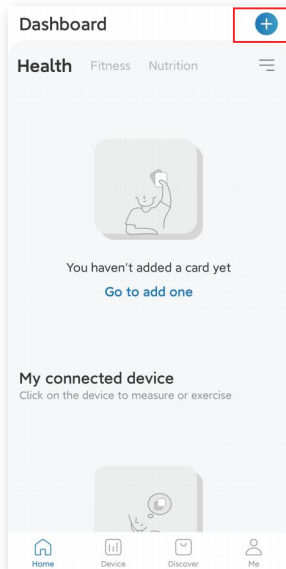 Dashboard
Health Fitness Nutrition
You haven't added a card yet
Go to add one
My connected device
Click on the device to measure or exercise
Home Device Discover Me